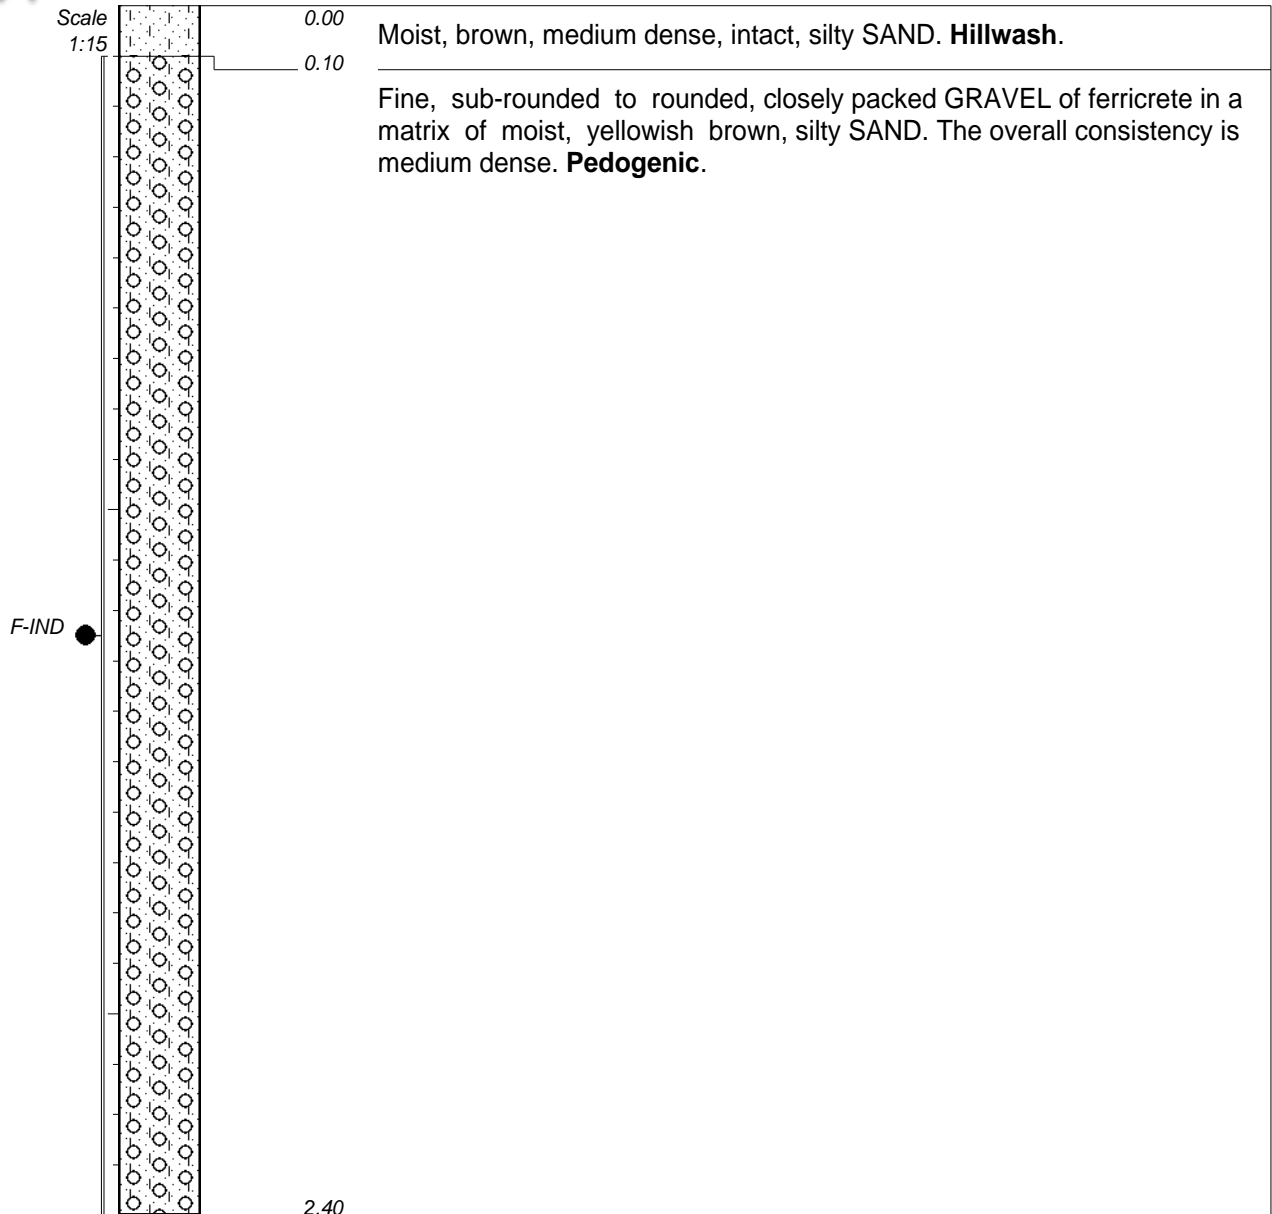 Scale
1:15
0.00
Moist, brown, medium dense, intact, silty SAND. Hillwash.
0.10
Fine, sub-rounded to rounded, closely packed GRAVEL of ferricrete in a
matrix of moist, yellowish brown, silty SAND. The overall consistency is
medium dense. Pedogenic.
F-IND
2.40